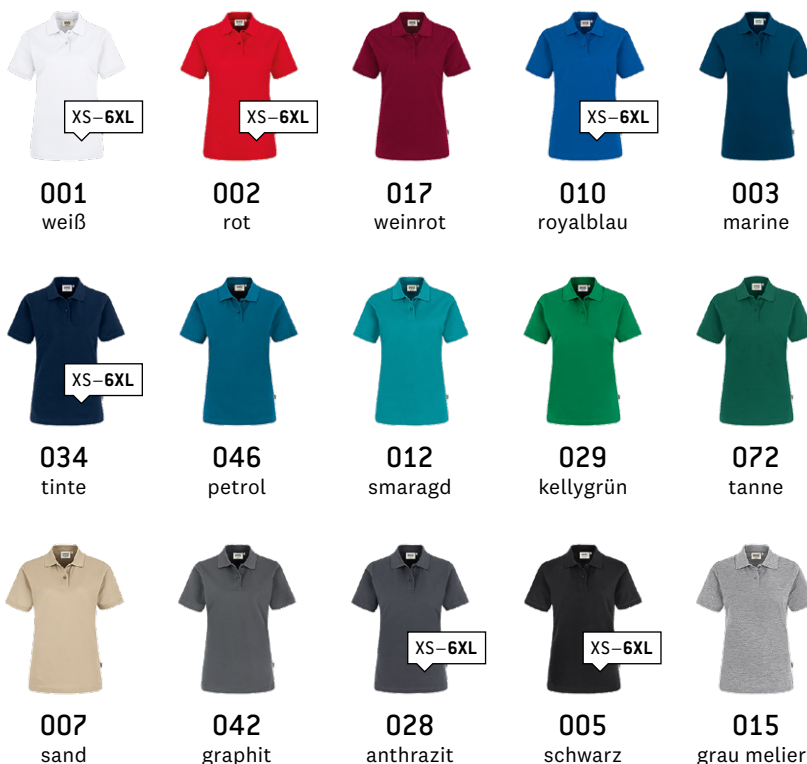 XS–6XL
XS–6XL
XS–6XL
001
weiß
002
rot
017
weinrot
010
royalblau
003
marine
XS–6XL
034
tinte
046
petrol
012
smaragd
029
kellygrün
072
tanne
XS–6XL
XS–6XL
007
sand
042
graphit
028
anthrazit
005
schwarz
015
grau melier